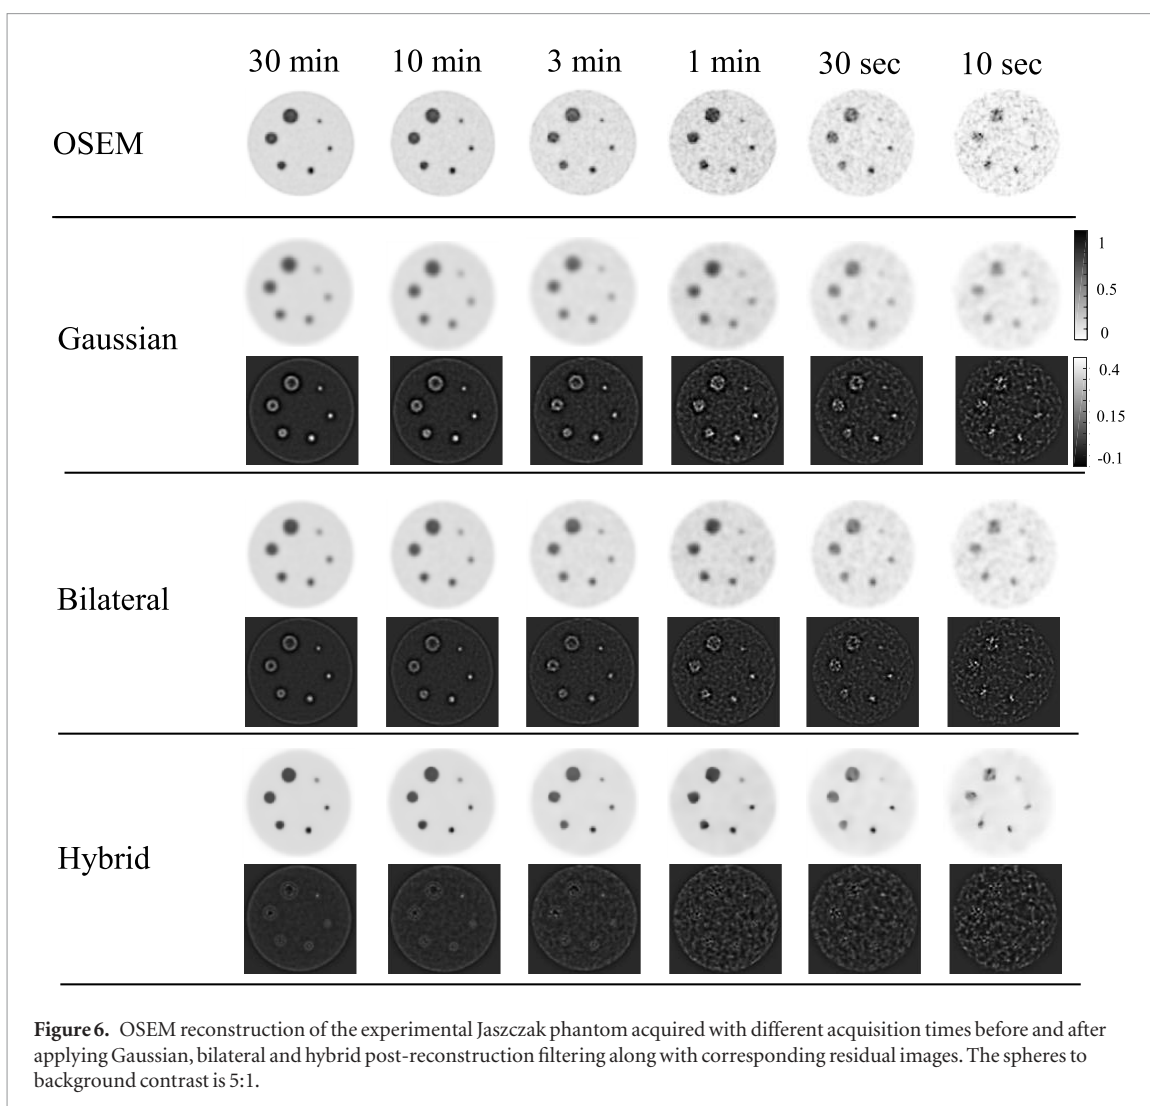 30 min 10 min 3 min 1 min 30 sec 10 sec
OSEM
Gaussian
1
0.5
0
0.4
0.15
-0.1
Bilateral
Hybrid
Figure 6. OSEM reconstruction of the experimental Jaszczak phantom acquired with different acquisition times before and after
applying Gaussian, bilateral and hybrid post-reconstruction filtering along with corresponding residual images. The spheres to
background contrast is 5:1.